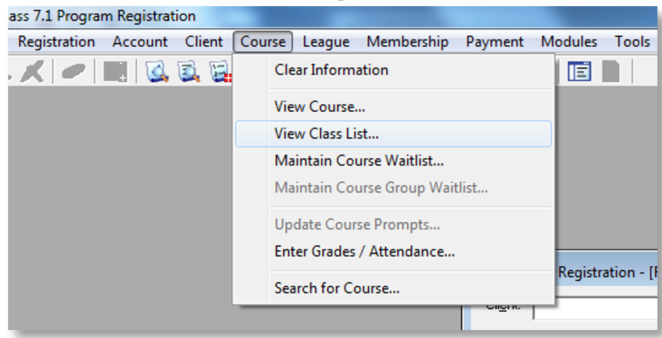 ass 7.1 Program Registration
Registration Account Client Course League Membership Payment Modules Tools
Clear Information
View Course...
View Class List...
Maintain Course Waitlist...
Maintain Course Group Waitlist...
Update Course Prompts...
Enter Grades / Attendance...
Registration - [F
Search for Course...
Client: